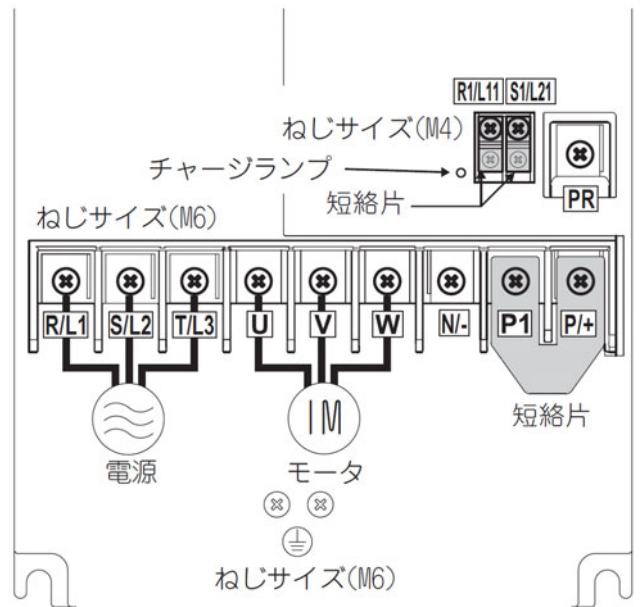 R1/L11 S1/L21
ねじサイズ(M4)
チャージランプ
短絡片
PR
ねじサイズ(M6)
R/L1 S/L2 T/L3 U V W N/- P1 P/+
IM
短絡片
電源 モータ
ねじサイズ(M6)